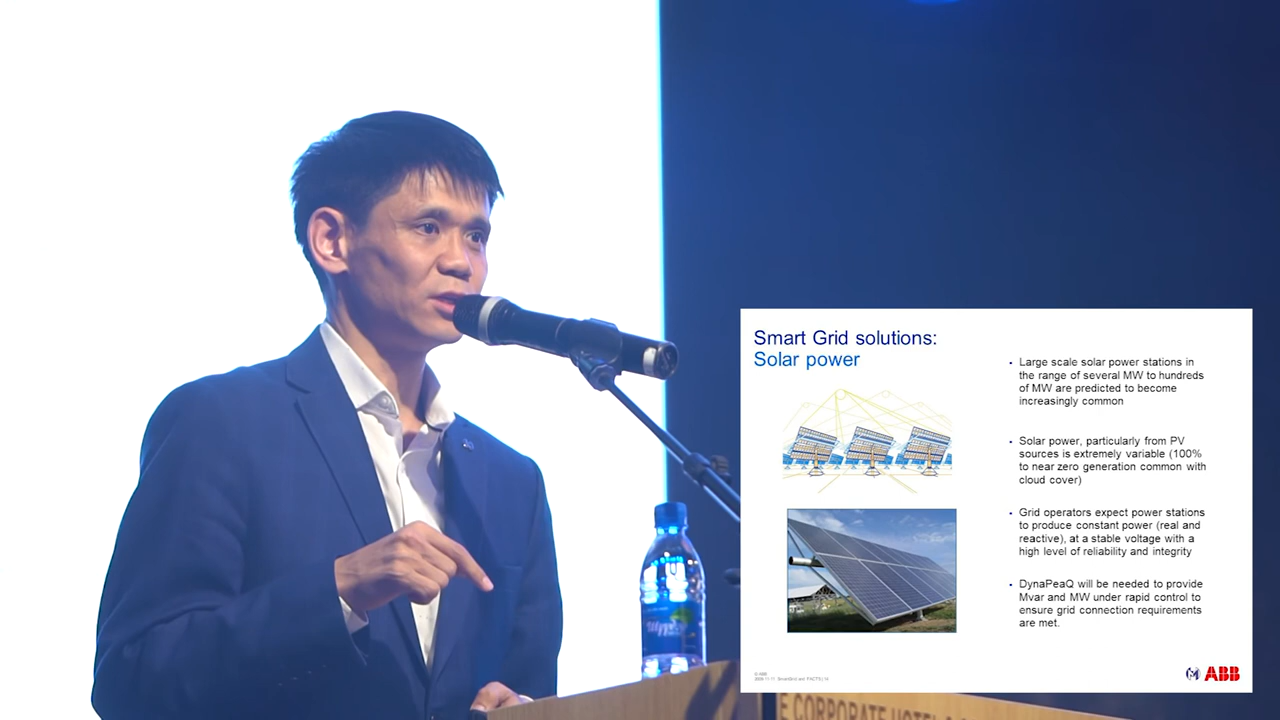 Smart Grid solutions:
Solar power
• Large scale solar power stations in
the range of several MW to hundreds
of MW are predicted to become
increasingly common
• Solar power, particularly from PV
sources is extremely variable (100%
to near zero generation common with
cloud cover)
• Grid operators expect power stations
to produce constant power (real and
reactive), at a stable voltage with a
high level of reliability and integrity
• DynaPeaQ will be needed to provide
Mvar and MW under rapid control to
ensure grid connection requirements
are met.
© ABB
ABB
E CORPORATE HOTEL &